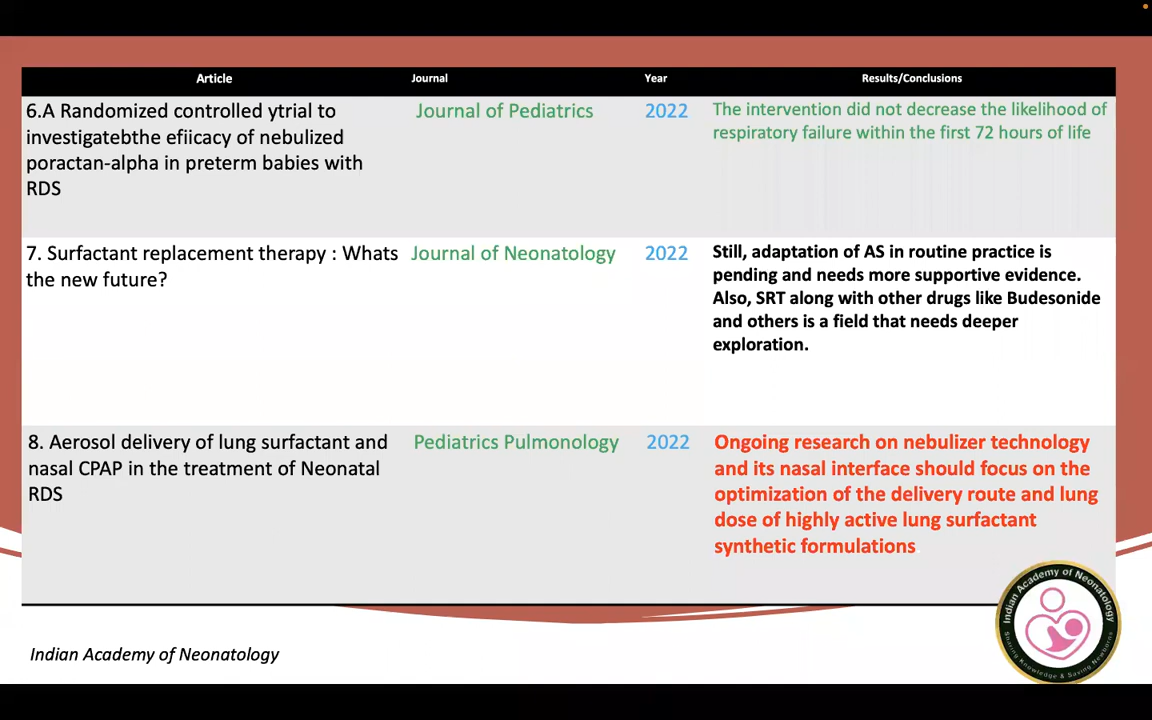 Article Journal Year Results/Conclusions
6.A Randomized controlled ytrial to
investigatebthe efiicacy of nebulized
poractan-alpha in preterm babies with
RDS
Journal of Pediatrics
2022
The intervention did not decrease the likelihood of
respiratory failure within the first 72 hours of life
7. Surfactant replacement therapy : Whats
the new future?
Journal of Neonatology
2022
Still, adaptation of AS in routine practice is
pending and needs more supportive evidence.
Also, SRT along with other drugs like Budesonide
and others is a field that needs deeper
exploration.
8. Aerosol delivery of lung surfactant and
nasal CPAP in the treatment of Neonatal
RDS
Pediatrics Pulmonology
2022
Ongoing research on nebulizer technology
and its nasal interface should focus on the
optimization of the delivery route and lung
dose of highly active lung surfactant
synthetic formulations
Indian Academy of Neonatology
Indian Academy of Neonatology
Sharing Knowledge & Saving Newborns